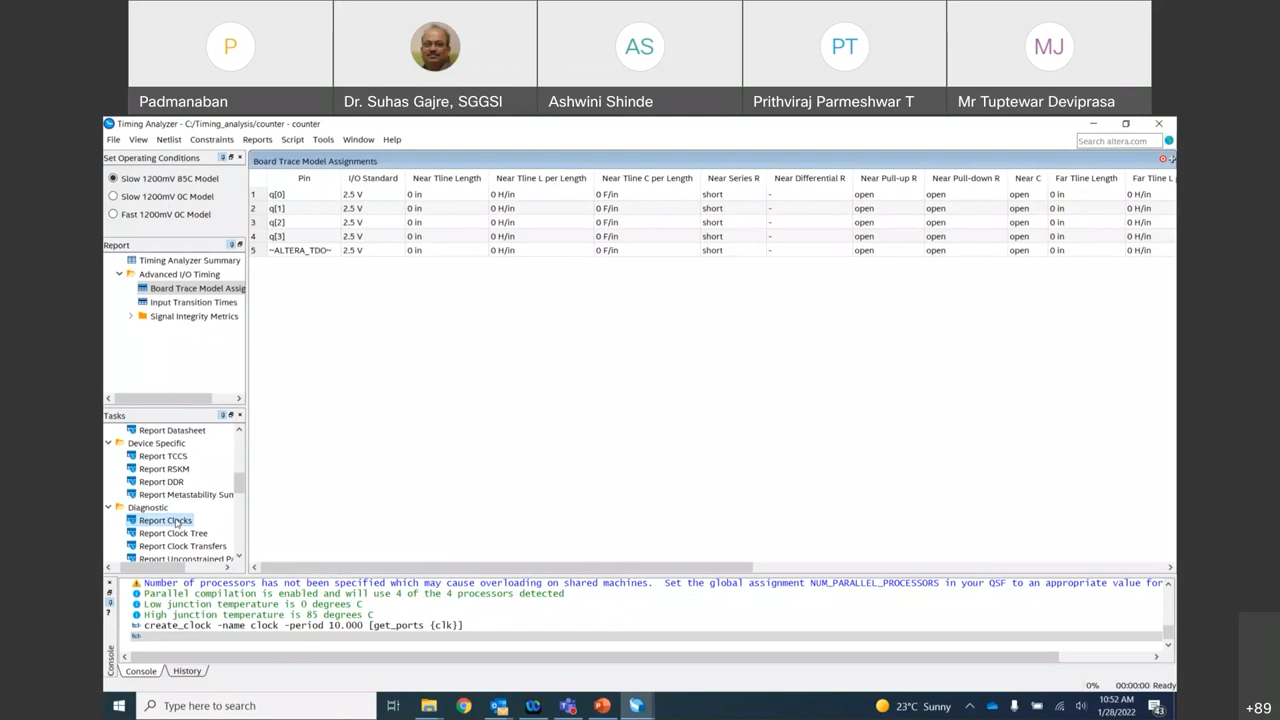 P
AS
PT
MJ
Padmanaban
Dr. Suhas Gajre, SGGSI
Ashwini Shinde
Prithviraj Parmeshwar T
Mr Tuptewar Deviprasa
Timing Analyzer - C:/Timing_analysis/counter - counter
File View Netlist Constraints Reports Script Tools Window Help
Search altera.com
Set Operating Conditions
Slow 1200mV 85C Model
Slow 1200mV 0C Model
Fast 1200mV 0C Model
Report
Timing Analyzer Summary
Advanced I/O Timing
Board Trace Model Assig
Input Transition Times
Signal Integrity Metrics
Tasks
Report Datasheet
Device Specific
Report TCCS
Report RSKM
Report DDR
Report Metastability Sum
Diagnostic
Report Clocks
Report Clock Tree
Report Clock Transfers
Report Unconstrained Pa
Board Trace Model Assignments
Pin I/O Standard Near Tline Length Near Tline L per Length Near Tline C per Length Near Series R Near Differential R Near Pull-up R Near Pull-down R Near C Far Tline Length Far Tline L
1 q[0] 2.5 V 0 in 0 H/in 0 F/in short - open open open 0 in 0 H/in
2 q[1] 2.5 V 0 in 0 H/in 0 F/in short - open open open 0 in 0 H/in
3 q[2] 2.5 V 0 in 0 H/in 0 F/in short - open open open 0 in 0 H/in
4 q[3] 2.5 V 0 in 0 H/in 0 F/in short - open open open 0 in 0 H/in
5 ~ALTERA_TDO~ 2.5 V 0 in 0 H/in 0 F/in short - open open open 0 in 0 H/in
Number of processors has not been specified which may cause overloading on shared machines. Set the global assignment NUM_PARALLEL_PROCESSORS in your QSF to an appropriate value for
Parallel compilation is enabled and will use 4 of the 4 processors detected
Low junction temperature is 0 degrees C
High junction temperature is 85 degrees C
create_clock -name clock -period 10.000 [get_ports {clk}]
Console
Console History
0% 00:00:00 Ready
Type here to search
23°C Sunny
10:52 AM
1/28/2022
43
+89